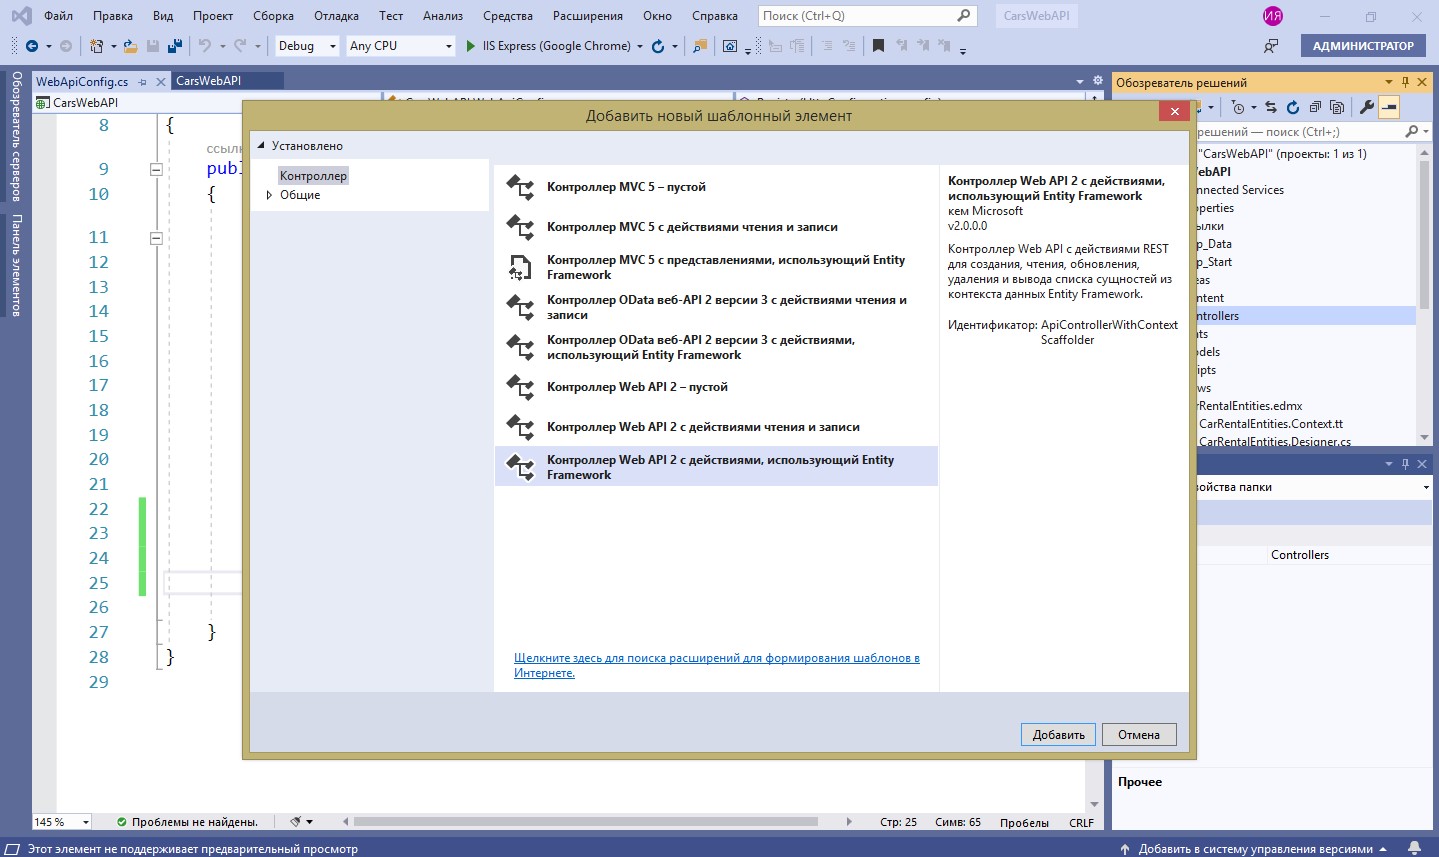 Файл Правка Вид Проект Сборка Отладка Тест Анализ Средства Расширения Окно Справка Поиск (Ctrl+Q) CarsWebAPI ИЯ
Debug Any CPU IIS Express (Google Chrome) АДМИНИСТРАТОР
Обозреватель серверов
Панель элементов
WebApiConfig.cs CarsWebAPI
CarsWebAPI
8 {
ссыл
9 publ
10 {
11
12
13
14
15
16
17
18
19
20
21
22
23
24
25
26
27 }
28 }
29
Добавить новый шаблонный элемент
Установлено
Контроллер
Общие
Контроллер MVC 5 – пустой
Контроллер MVC 5 с действиями чтения и записи
Контроллер MVC 5 с представлениями, использующий Entity
Framework
Контроллер OData веб-API 2 версии 3 с действиями чтения и
записи
Контроллер OData веб-API 2 версии 3 с действиями,
использующий Entity Framework
Контроллер Web API 2 – пустой
Контроллер Web API 2 с действиями чтения и записи
Контроллер Web API 2 с действиями, использующий Entity
Framework
Щелкните здесь для поиска расширений для формирования шаблонов в
Интернете.
Контроллер Web API 2 с действиями,
использующий Entity Framework
кем Microsoft
v2.0.0.0
Контроллер Web API с действиями REST
для создания, чтения, обновления,
удаления и вывода списка сущностей из
контекста данных Entity Framework.
Идентификатор: ApiControllerWithContext
Scaffolder
Добавить Отмена
Обозреватель решений
решений — поиск (Ctrl+;)
"CarsWebAPI" (проекты: 1 из 1)
ebAPI
nnected Services
perties
ылки
p_Data
p_Start
eas
ntent
ntrollers
nts
dels
ipts
ws
rRentalEntities.edmx
CarRentalEntities.Context.tt
CarRentalEntities.Designer.cs
ойства папки
Controllers
Прочее
145 % Проблемы не найдены. Стр: 25 Симв: 65 Пробелы CRLF
Этот элемент не поддерживает предварительный просмотр Добавить в систему управления версиями